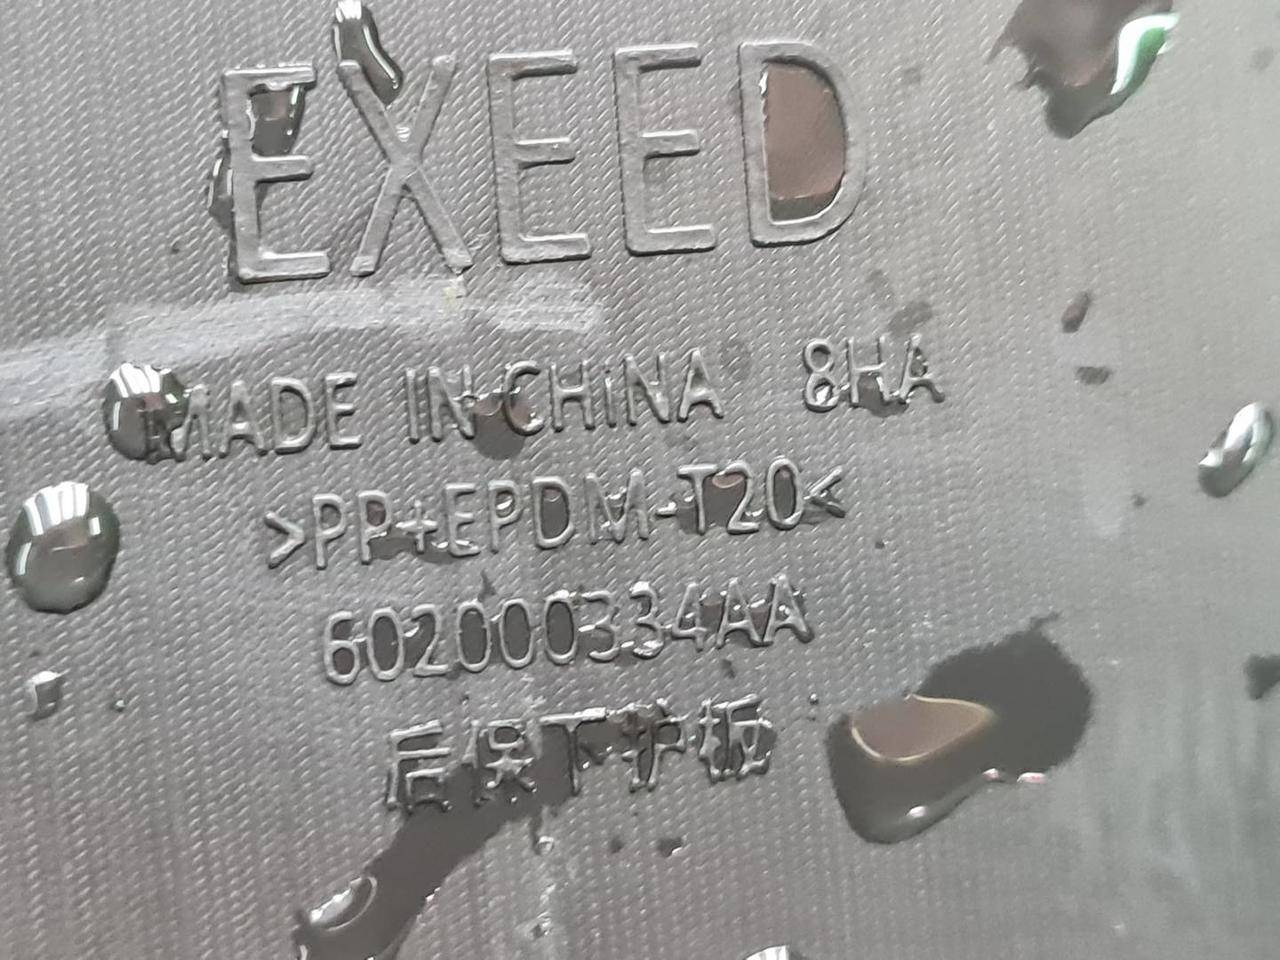 EXEED
MADE IN CHINA 8HA
>PP+EPDM-T20<
602000334AA
后保下护板